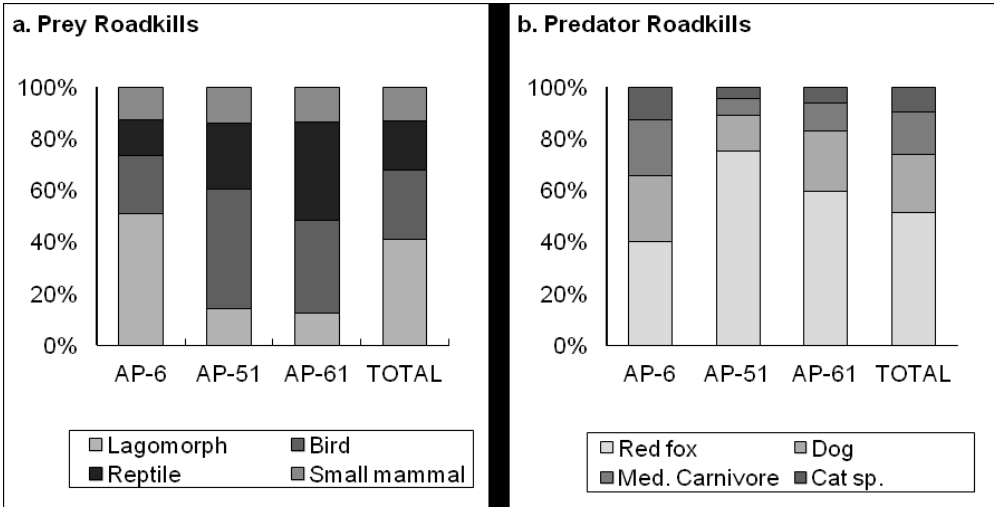 a. Prey Roadkills
100%
80%
60%
40%
20%
0%
AP-6 AP-51 AP-61 TOTAL
Lagomorph Bird
Reptile Small mammal
b. Predator Roadkills
100%
80%
60%
40%
20%
0%
AP-6 AP-51 AP-61 TOTAL
Red fox Dog
Med. Carnivore Cat sp.